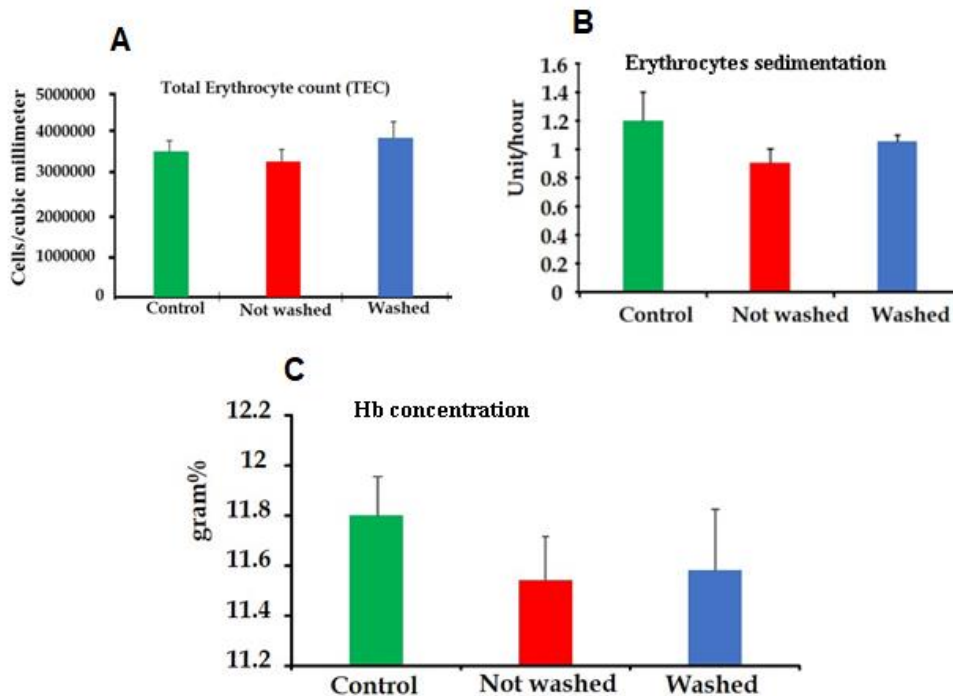 A
Total Erythrocyte count (TEC)
Cells/cubic millimeter
5000000
4000000
3000000
2000000
1000000
0
Control Not washed Washed
B
Erythrocytes sedimentation
Unit/hour
1.6
1.4
1.2
1
0.8
0.6
0.4
0.2
0
Control Not washed Washed
C
Hb concentration
gram%
12.2
12
11.8
11.6
11.4
11.2
Control Not washed Washed